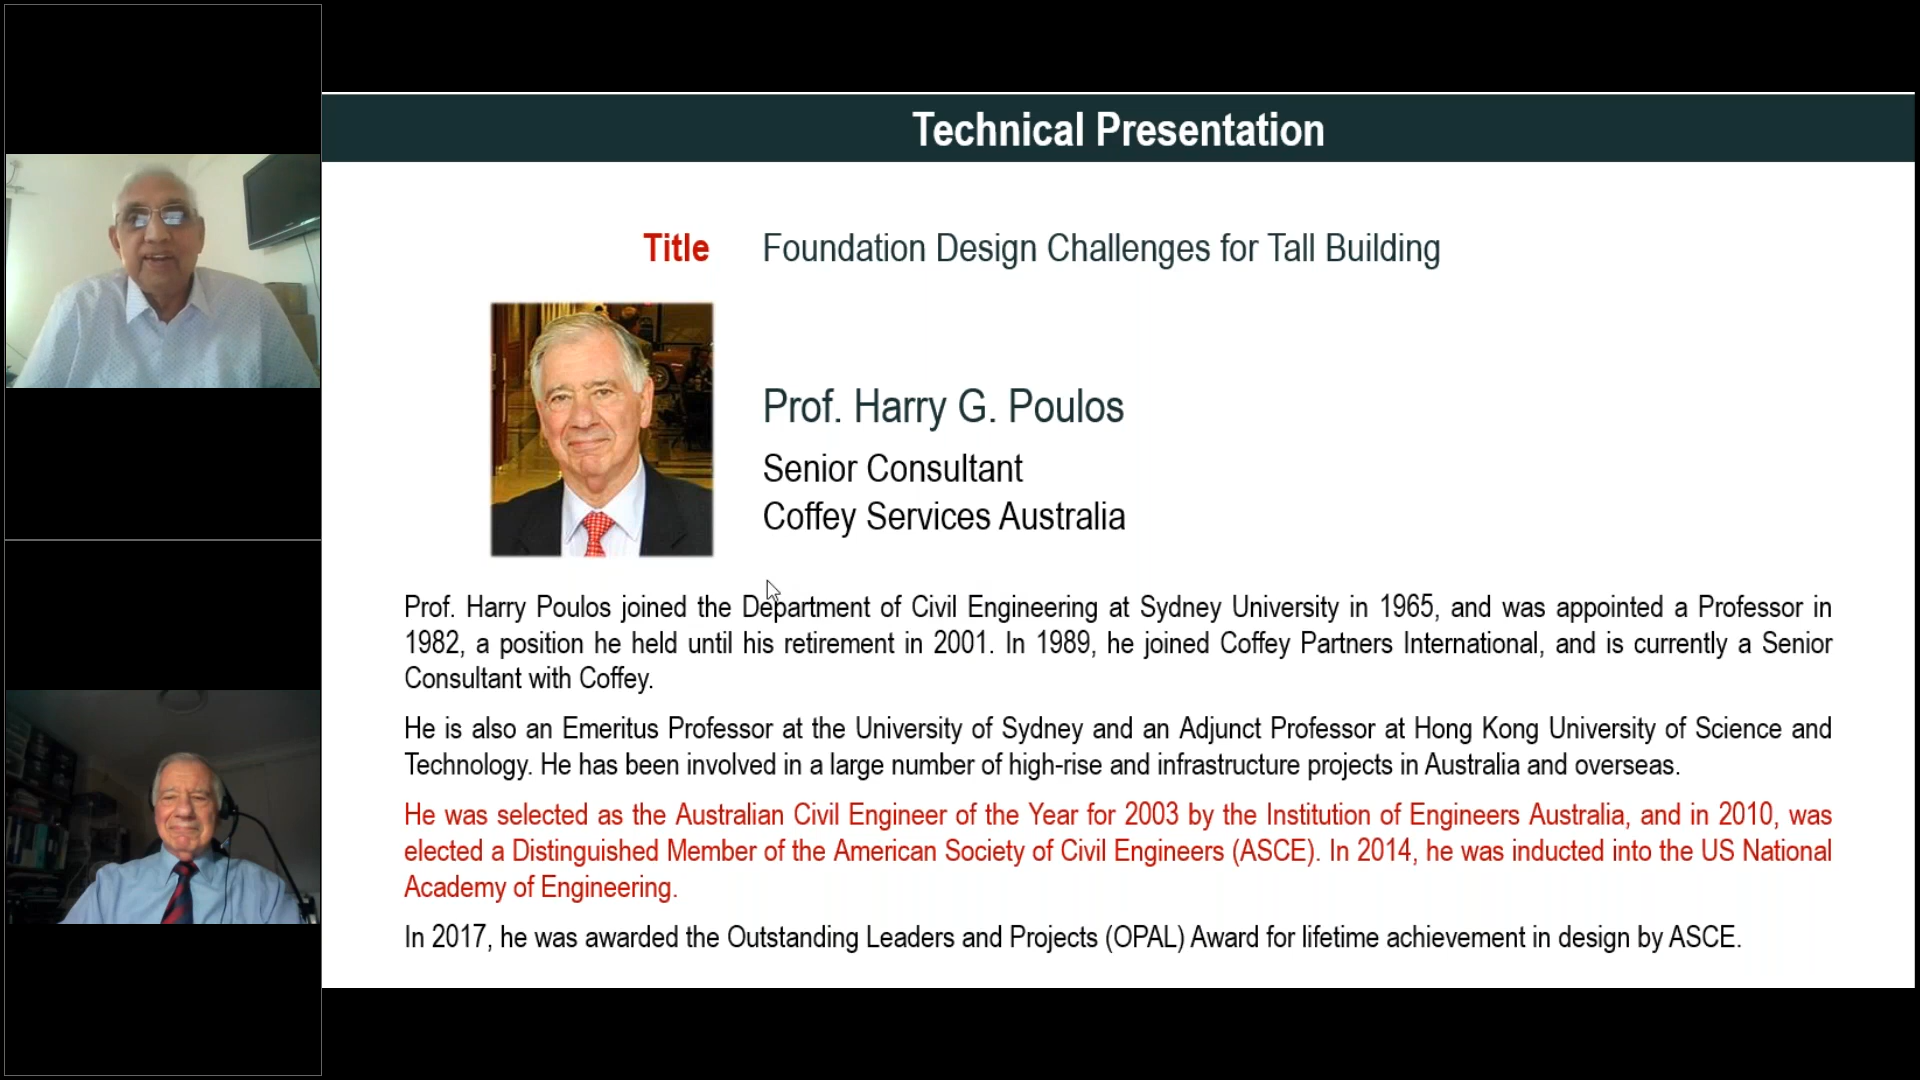 Technical Presentation
Title Foundation Design Challenges for Tall Building
Prof. Harry G. Poulos
Senior Consultant
Coffey Services Australia
Prof. Harry Poulos joined the Department of Civil Engineering at Sydney University in 1965, and was appointed a Professor in
1982, a position he held until his retirement in 2001. In 1989, he joined Coffey Partners International, and is currently a Senior
Consultant with Coffey.
He is also an Emeritus Professor at the University of Sydney and an Adjunct Professor at Hong Kong University of Science and
Technology. He has been involved in a large number of high-rise and infrastructure projects in Australia and overseas.
He was selected as the Australian Civil Engineer of the Year for 2003 by the Institution of Engineers Australia, and in 2010, was
elected a Distinguished Member of the American Society of Civil Engineers (ASCE). In 2014, he was inducted into the US National
Academy of Engineering.
In 2017, he was awarded the Outstanding Leaders and Projects (OPAL) Award for lifetime achievement in design by ASCE.